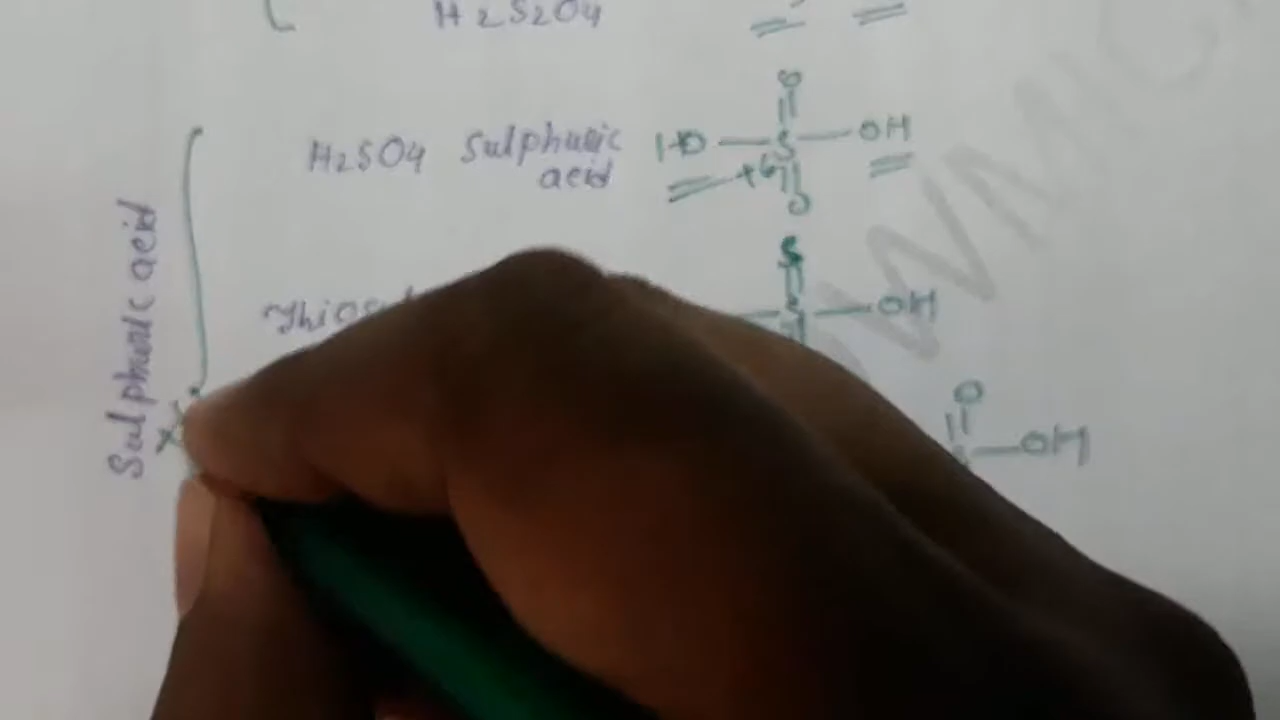 H2S2O4
O
H2SO4 Sulphuric HO S OH
acid +6
O
S
S OH
O
OH
Sulphuric acid